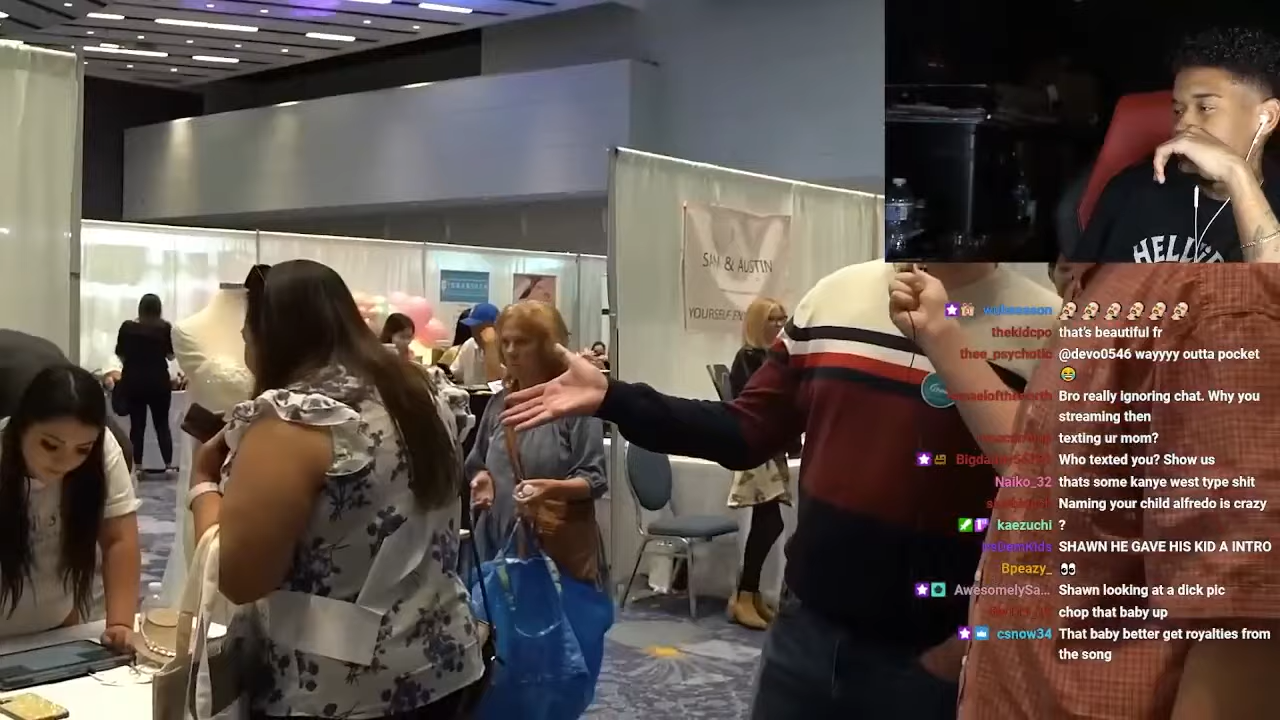 SAM & AUSTIN
HELL
thekidcpo that's beautiful fr
thee_psychotic @devo0546 wayyyy outta pocket
😂
Bro really ignoring chat. Why you
streaming then
texting ur mom?
Who texted you? Show us
Naiko_32 thats some kanye west type shit
Naming your child alfredo is crazy
kaezuchi ?
SHAWN HE GAVE HIS KID A INTRO
Bpeazy_ 👀
AwesomelySa... Shawn looking at a dick pic
chop that baby up
csnow34 That baby better get royalties from
the song